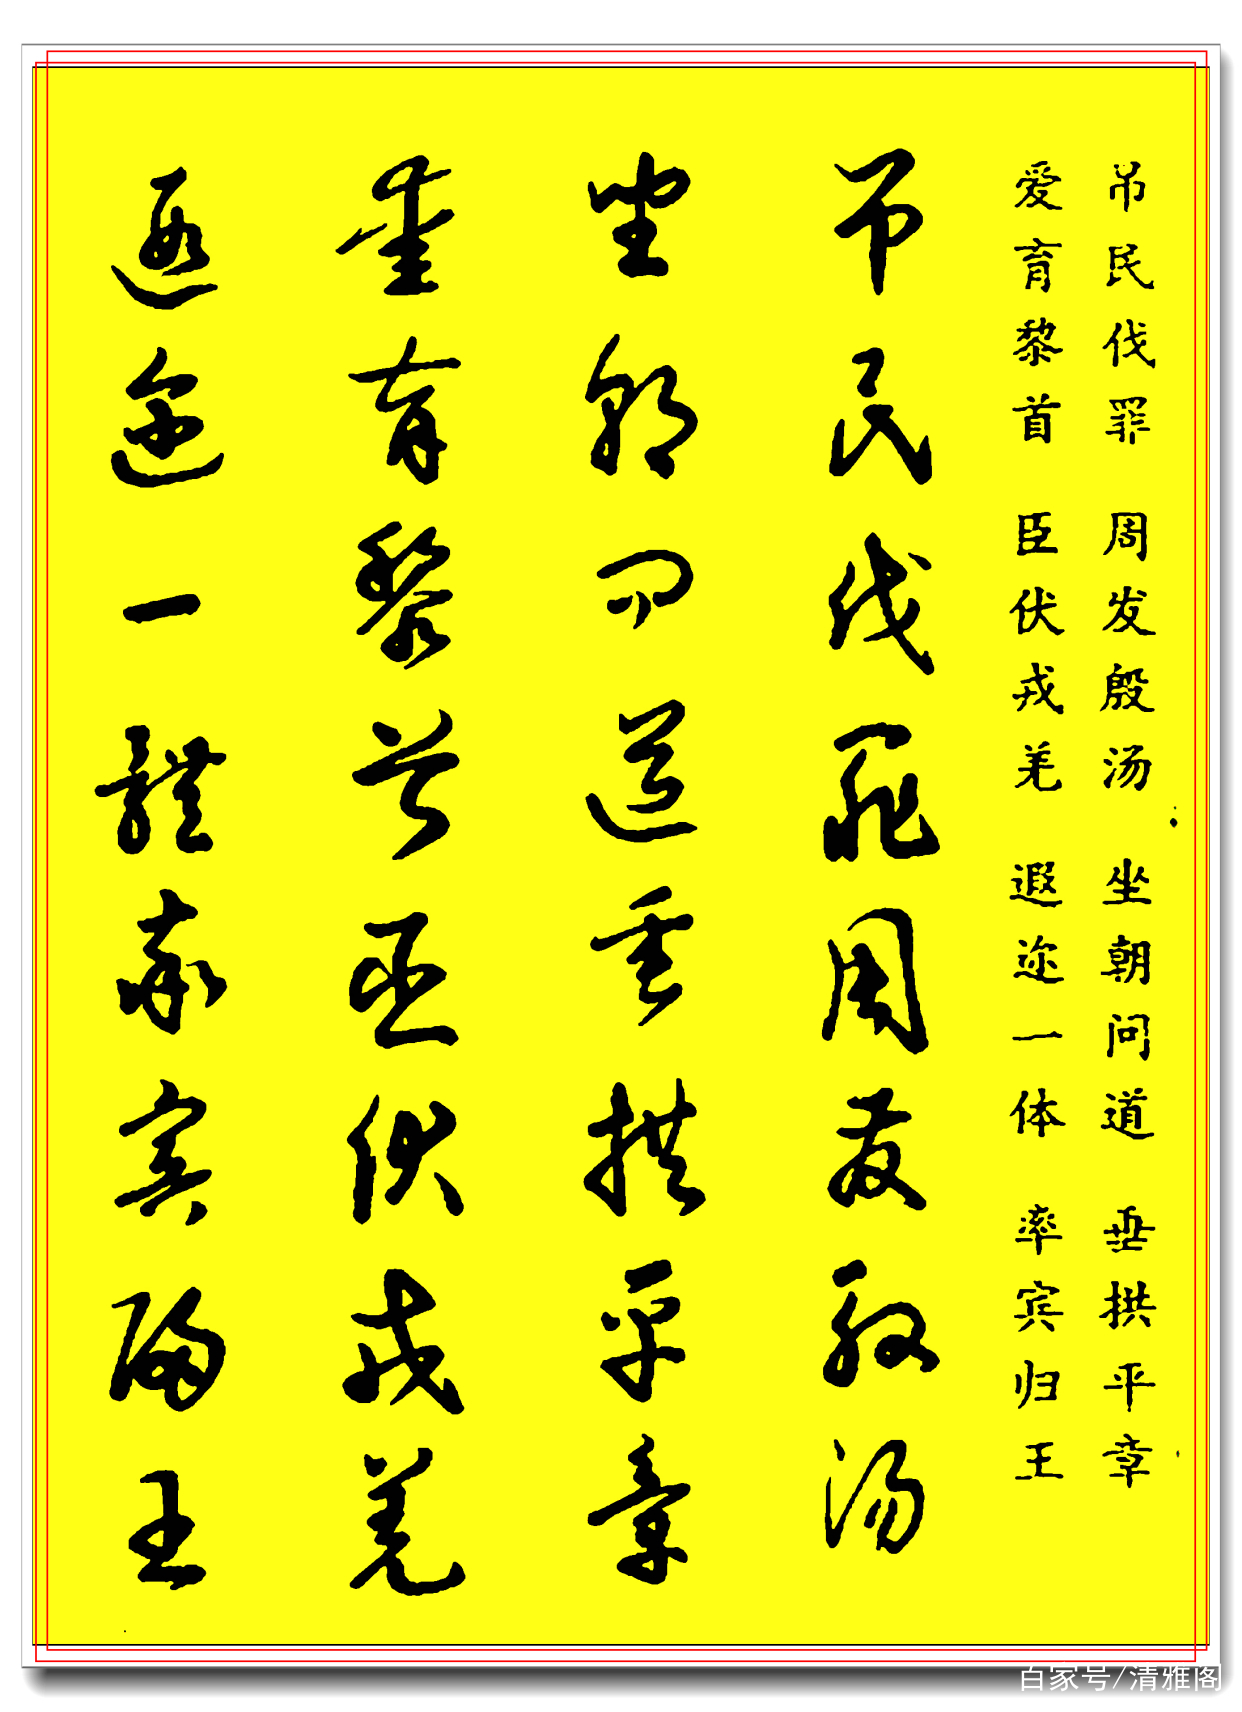 吊民伐罪 周发殷汤 坐朝问道 垂拱平章
爱育黎首 臣伏戎羌 遐迩一体 率宾归王
吊民伐罪周发殷汤
坐朝问道垂拱平章
爱育黎首臣伏戎羌
遐迩一體率宾归王
百家号/清雅阁